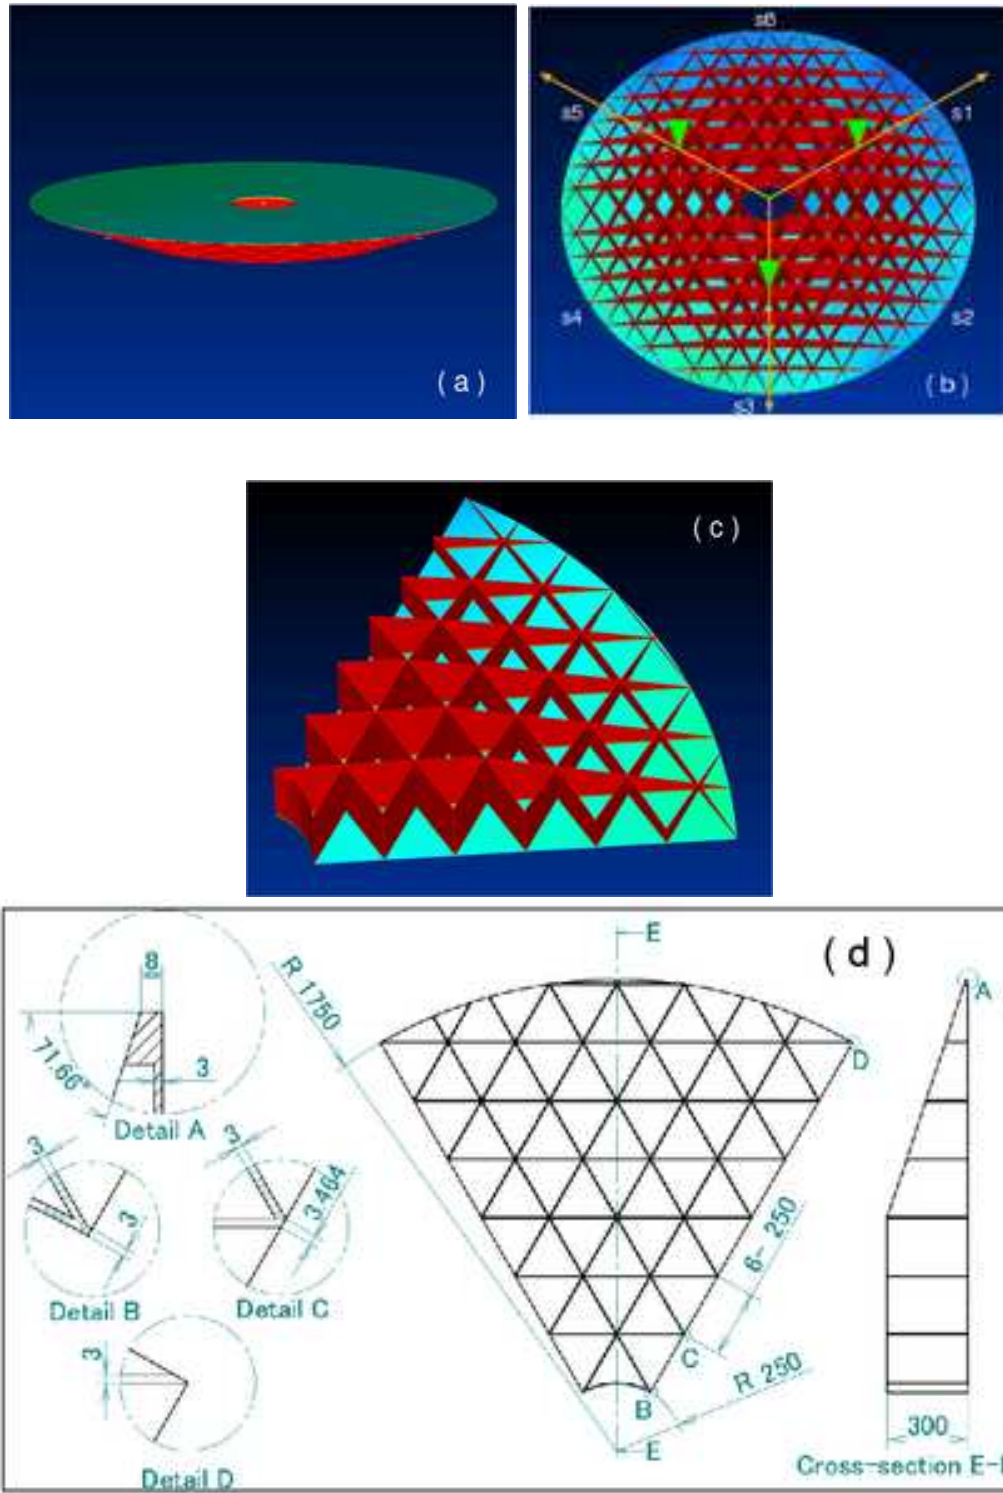 (a)
s6
s5
s1
s4
s2
s3
(b)
(c)
(d)
8
71.66°
3
Detail A
3
3
Detail B
3
3.464
Detail C
3
Detail D
R 1750
E
D
6- 250
C
R 250
B
E
A
300
Cross-section E-